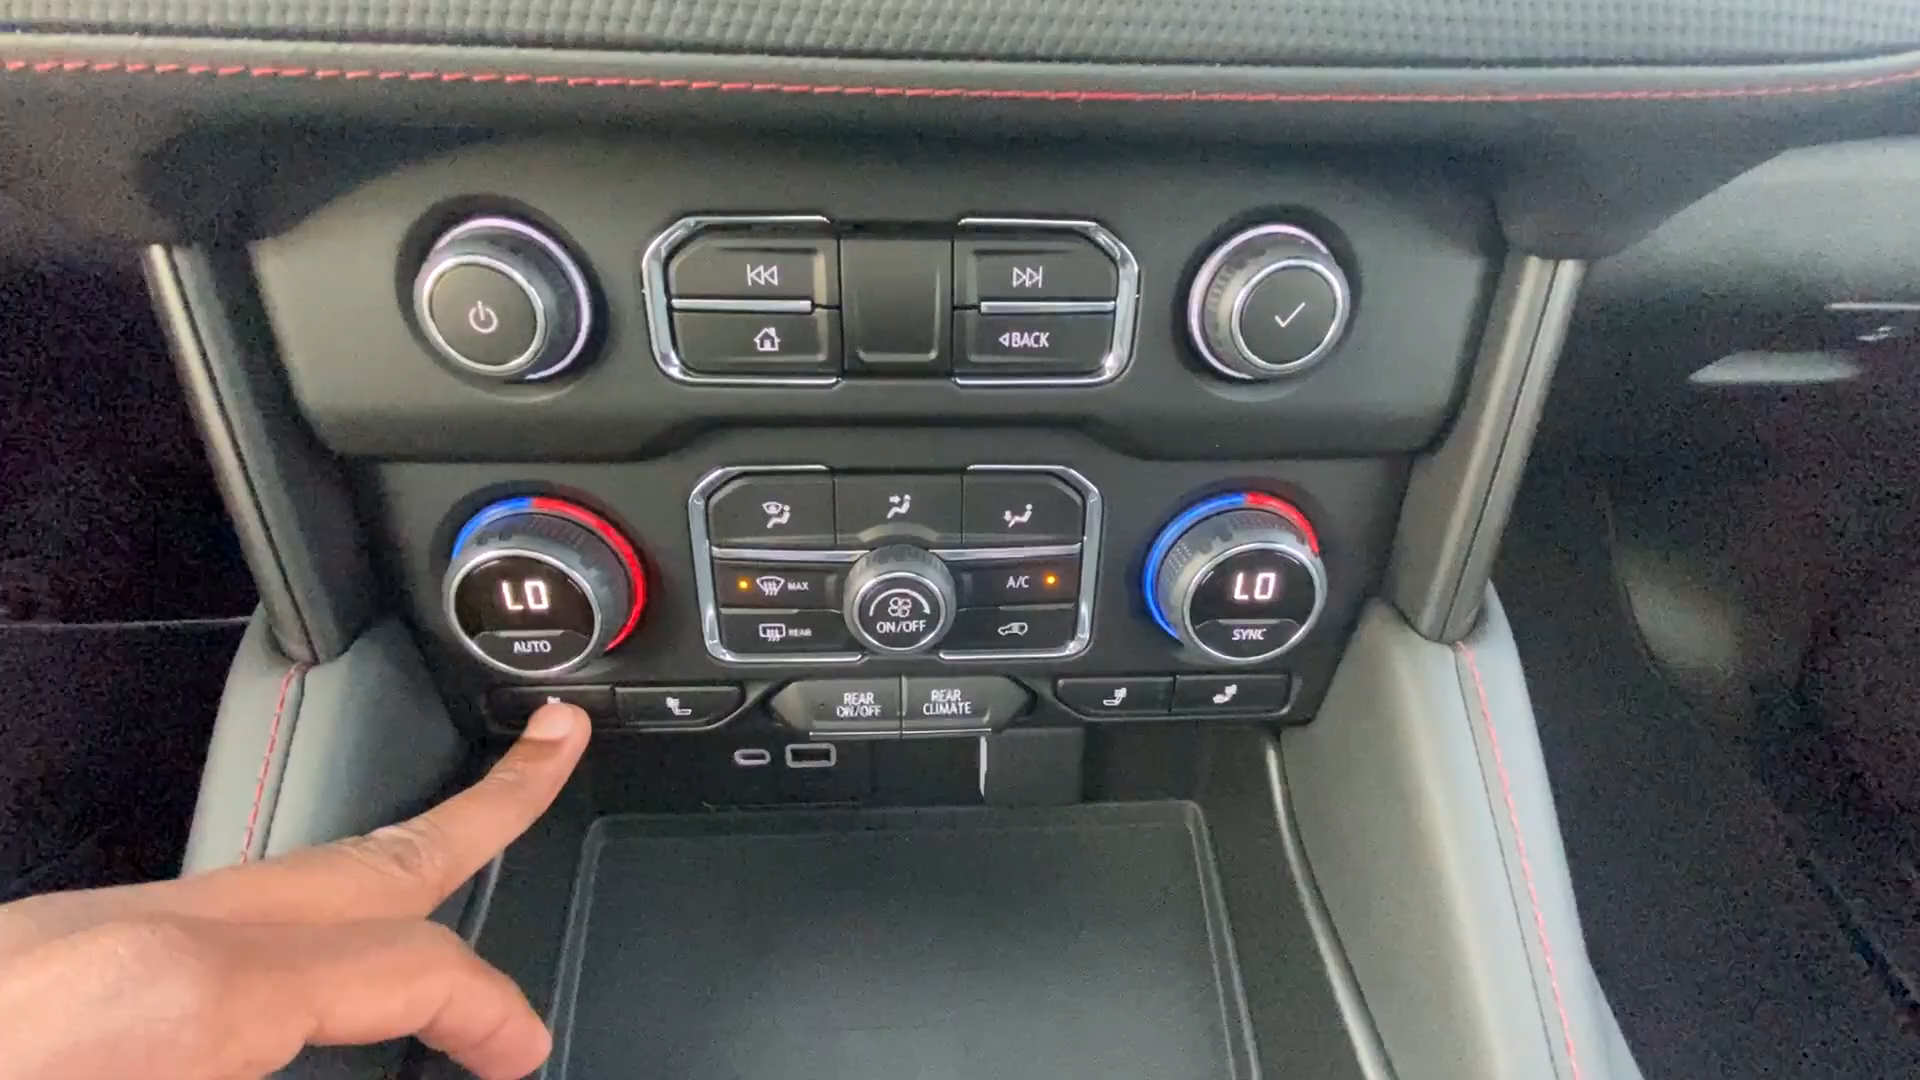 BACK
LO
AUTO
MAX
REAR
ON/OFF
A/C
LO
SYNC
REAR
ON/OFF
REAR
CLIMATE